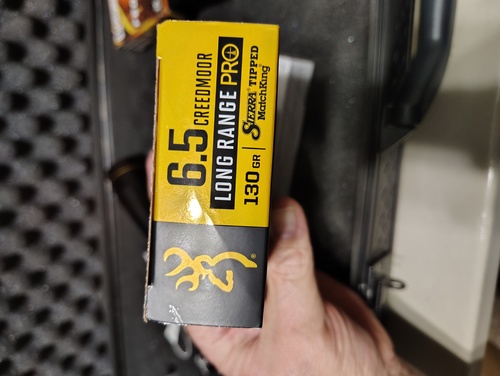 6.5 CREEDMOOR
LONG RANGE PRO
130 GR | SIERRA® TIPPED
MatchKing®